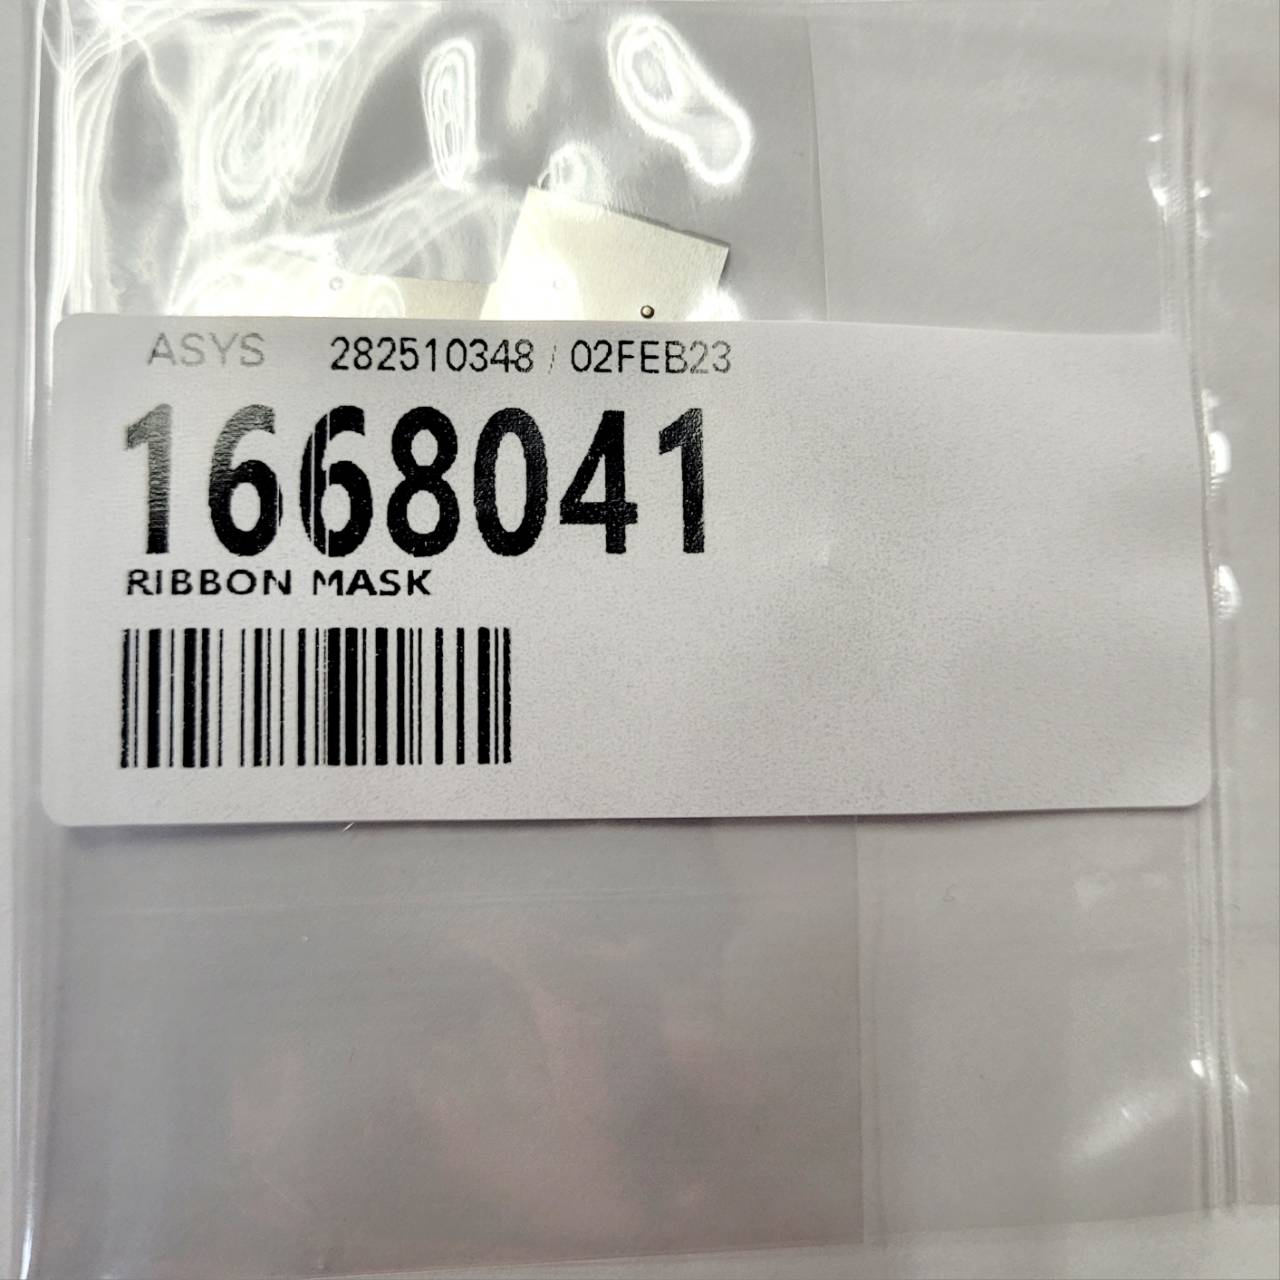 ASYS 282510348 / 02FEB23
1668041
RIBBON MASK